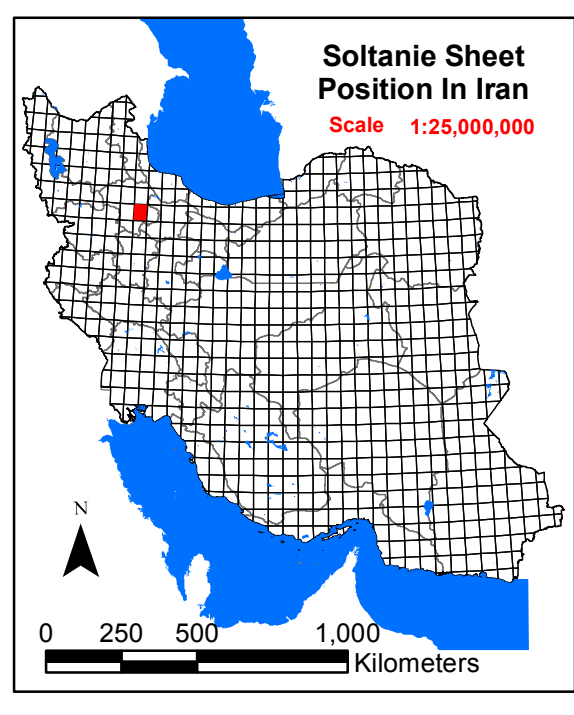 Soltanie Sheet
Position In Iran
Scale 1:25,000,000
N
0 250 500 1,000
Kilometers